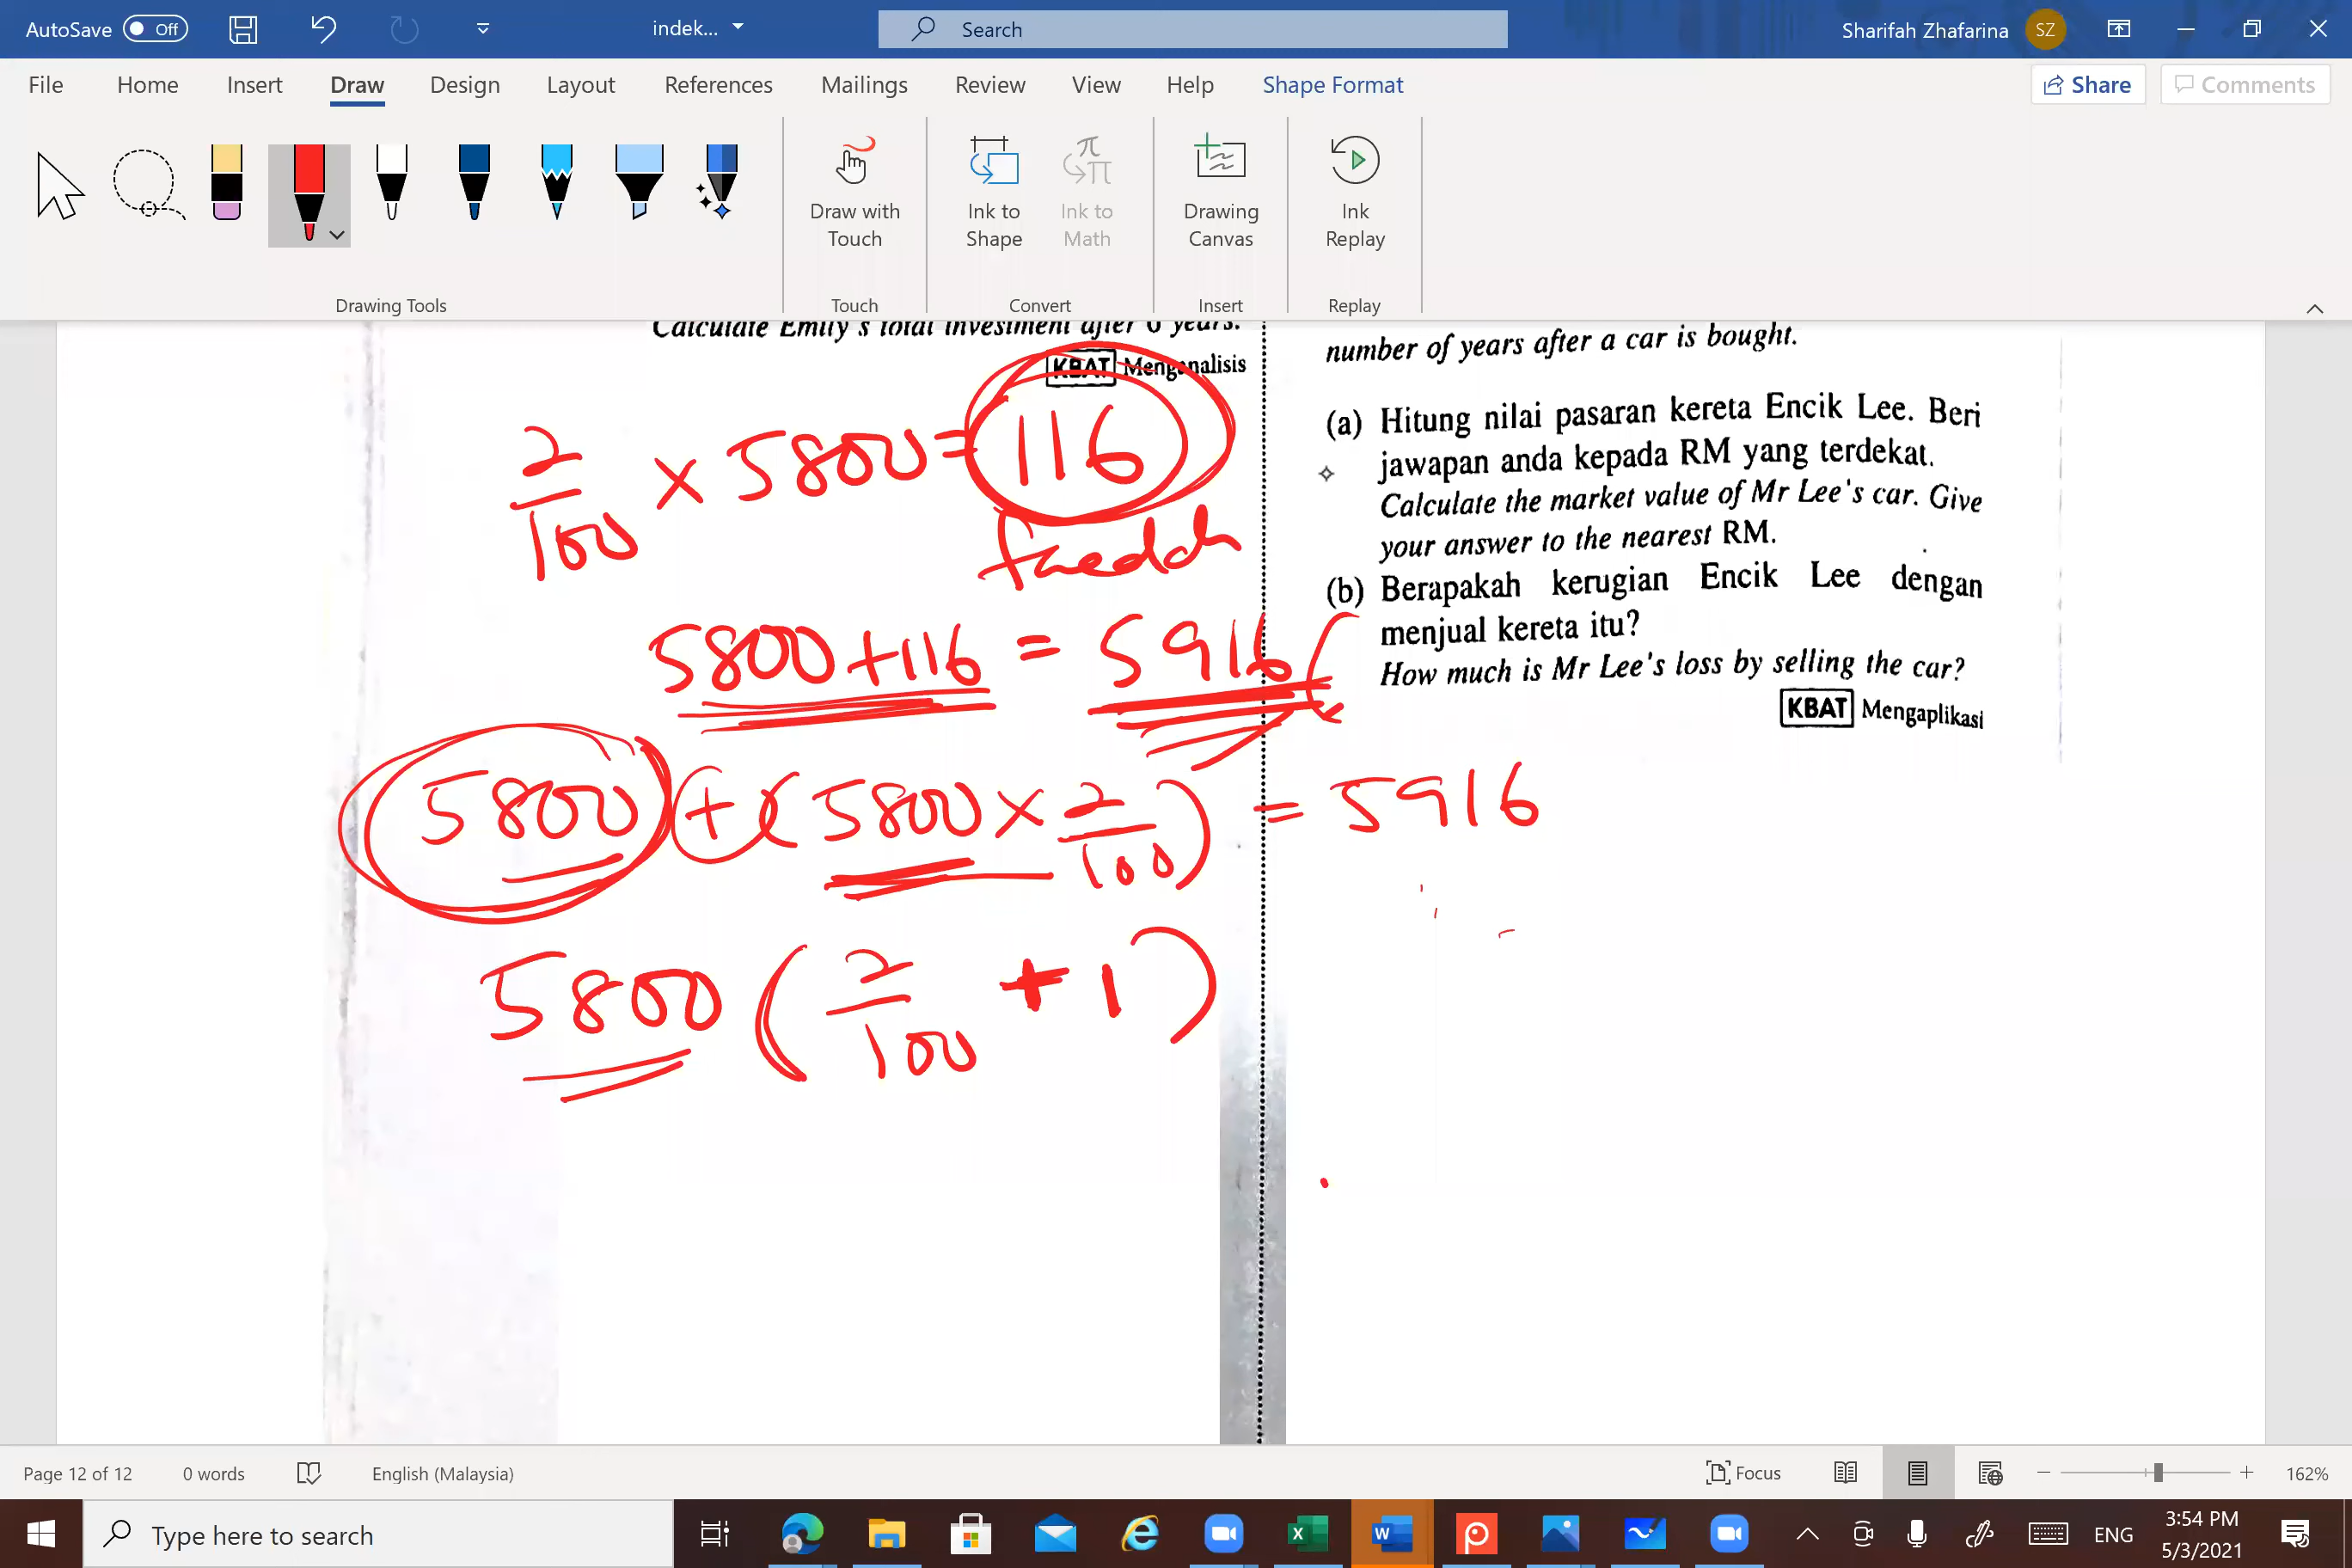 AutoSave Off indek... Search Sharifah Zhafarina SZ
File Home Insert Draw Design Layout References Mailings Review View Help Shape Format Share Comments
Draw with Touch
Ink to Shape
Ink to Math
Drawing Canvas
Ink Replay
Drawing Tools Touch Convert Insert Replay
Calculate Emily's total investment after 6 years.
KBAT Menganalisis
2/100 × 5800 = 116
faedah
5800 + 116 = 5916
5800 + (5800 × 2/100) = 5916
5800 (2/100 + 1)
number of years after a car is bought.
(a) Hitung nilai pasaran kereta Encik Lee. Beri
jawapan anda kepada RM yang terdekat.
Calculate the market value of Mr Lee's car. Give
your answer to the nearest RM.
(b) Berapakah kerugian Encik Lee dengan
menjual kereta itu?
How much is Mr Lee's loss by selling the car?
KBAT Mengaplikasi
Page 12 of 12 0 words English (Malaysia) Focus 162%
Type here to search ENG 3:54 PM
5/3/2021